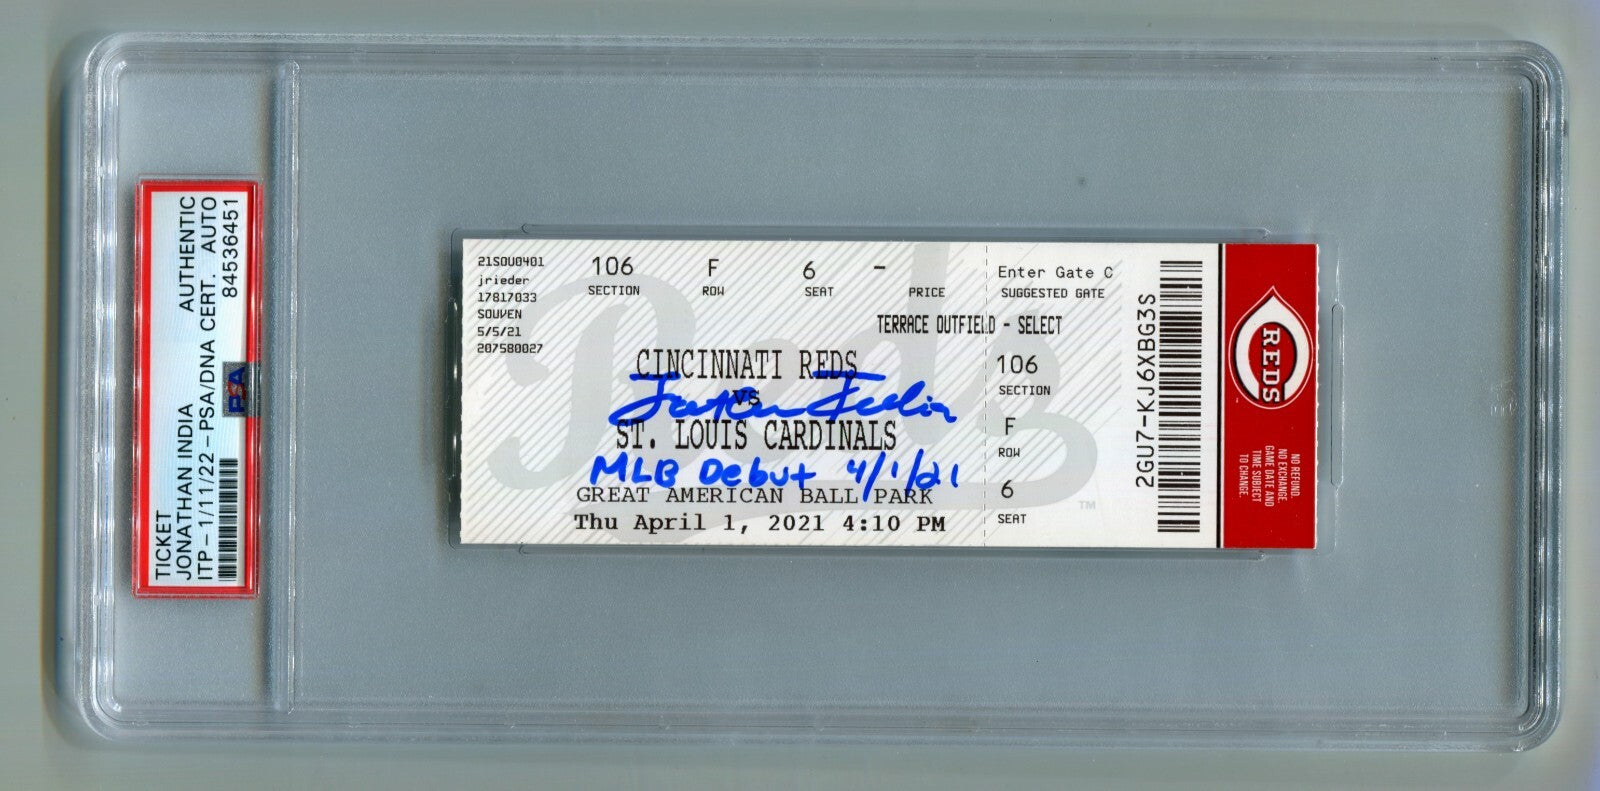 TICKET
JONATHAN INDIA AUTHENTIC
ITP - 1/11/22 - PSA/DNA CERT. AUTO
84536451
PSA
21SOU0401
jrieder
17817033
SOUVEN
5/5/21
207580027
106 F 6 -
SECTION ROW SEAT PRICE
TERRACE OUTFIELD - SELECT
Reds
CINCINNATI REDS
vs
ST. LOUIS CARDINALS
MLB Debut 4/1/21
GREAT AMERICAN BALL PARK
Thu April 1, 2021 4:10 PM
Enter Gate C
SUGGESTED GATE
106
SECTION
F
ROW
6
SEAT
TM
2GU7-KJ6XBG3S
REDS
NO REFUND.
NO EXCHANGE.
GAME DATE AND
TIME SUBJECT
TO CHANGE.